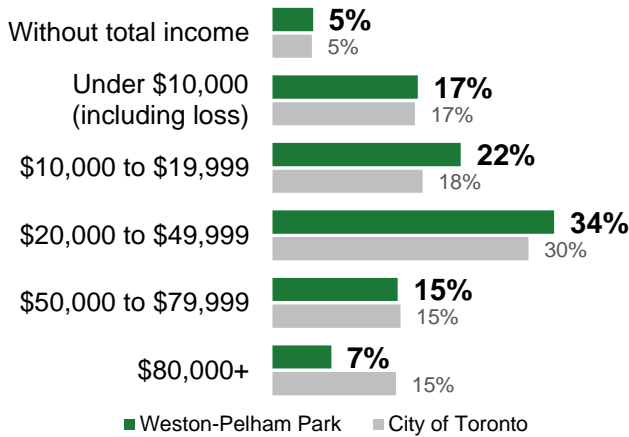 Without total income
5%
5%
Under $10,000
(including loss)
17%
17%
$10,000 to $19,999
22%
18%
$20,000 to $49,999
34%
30%
$50,000 to $79,999
15%
15%
$80,000+
7%
15%
Weston-Pelham Park
City of Toronto